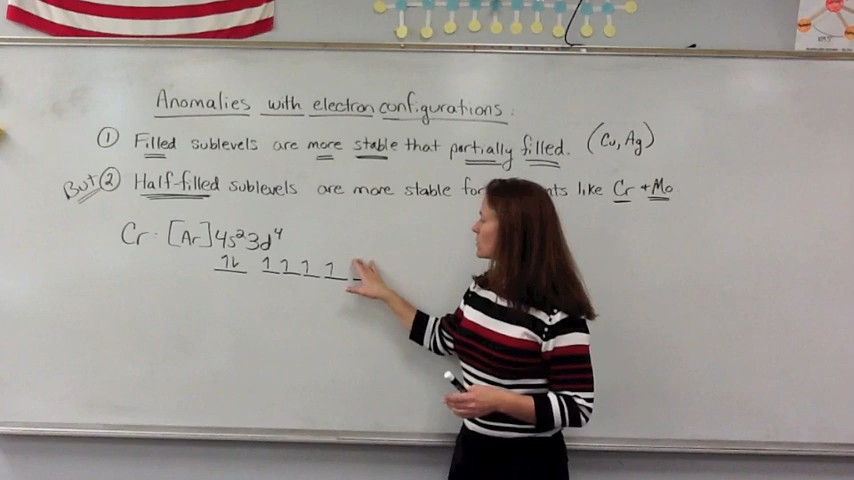 Anomalies with electron configurations:
① Filled sublevels are more stable that partially filled. (Cu, Ag)
But ② Half-filled sublevels are more stable for nts like Cr + Mo.
Cr: [Ar] 4s² 3d⁴
↿⇂ ↿ ↿ ↿ ↿